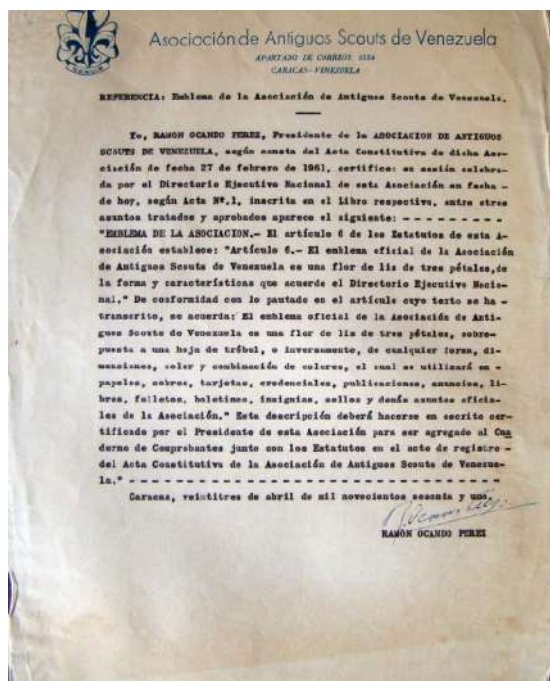 Asociación de Antiguos Scouts de Venezuela
APARTADO DE CORREOS
CARACAS-VENEZUELA
REFERENCIA: Emblema de la Asociación de Antiguos Scouts de Venezuela.
Yo, RAMON OCANDO PEREZ, Presidente de la ASOCIACION DE ANTIGUOS
SCOUTS DE VENEZUELA, según consta del Acta Constitutiva de dicha Aso-
ciación de fecha 27 de febrero de 1961, certifico: en sesión celebra-
da por el Directorio Ejecutivo Nacional de esta Asociación en fecha -
de hoy, según Acta Nº.1, inscrita en el Libro respectivo, entre otros
asuntos tratados y aprobados aparece el siguiente: - - - - - - - - - -
"EMBLEMA DE LA ASOCIACION.- El artículo 6 de los Estatutos de esta A-
sociación establece: "Artículo 6.- El emblema oficial de la Asociación
de Antiguos Scouts de Venezuela es una flor de lis de tres pétalos,de
la forma y características que acuerde el Directorio Ejecutivo Nacio-
nal." De conformidad con lo pautado en el artículo cuyo texto se ha -
transcrito, se acuerda: El emblema oficial de la Asociación de Anti-
guos Scouts de Venezuela es una flor de lis de tres pétalos, sobre-
puesta a una hoja de trébol, o inversamente, de cualquier forma, di-
mensiones, color y combinación de colores, el cual se utilizará en -
papeles, sobres, tarjetas, credenciales, publicaciones, anuncios, li-
bros, folletos, boletines, insignias, sellos y demás asuntos oficia-
les de la Asociación." Esta descripción deberá hacerse en escrito cer-
tificado por el Presidente de esta Asociación para ser agregado al Cua
derno de Comprobantes junto con los Estatutos en el acto de registro -
del Acta Constitutiva de la Asociación de Antiguos Scouts de Venezue-
la."- - - - - - - - - - - - - - - - - - - - - - - - - - - - - -
Caracas, veintitres de abril de mil novecientos sesenta y uno.
RAMON OCANDO PEREZ